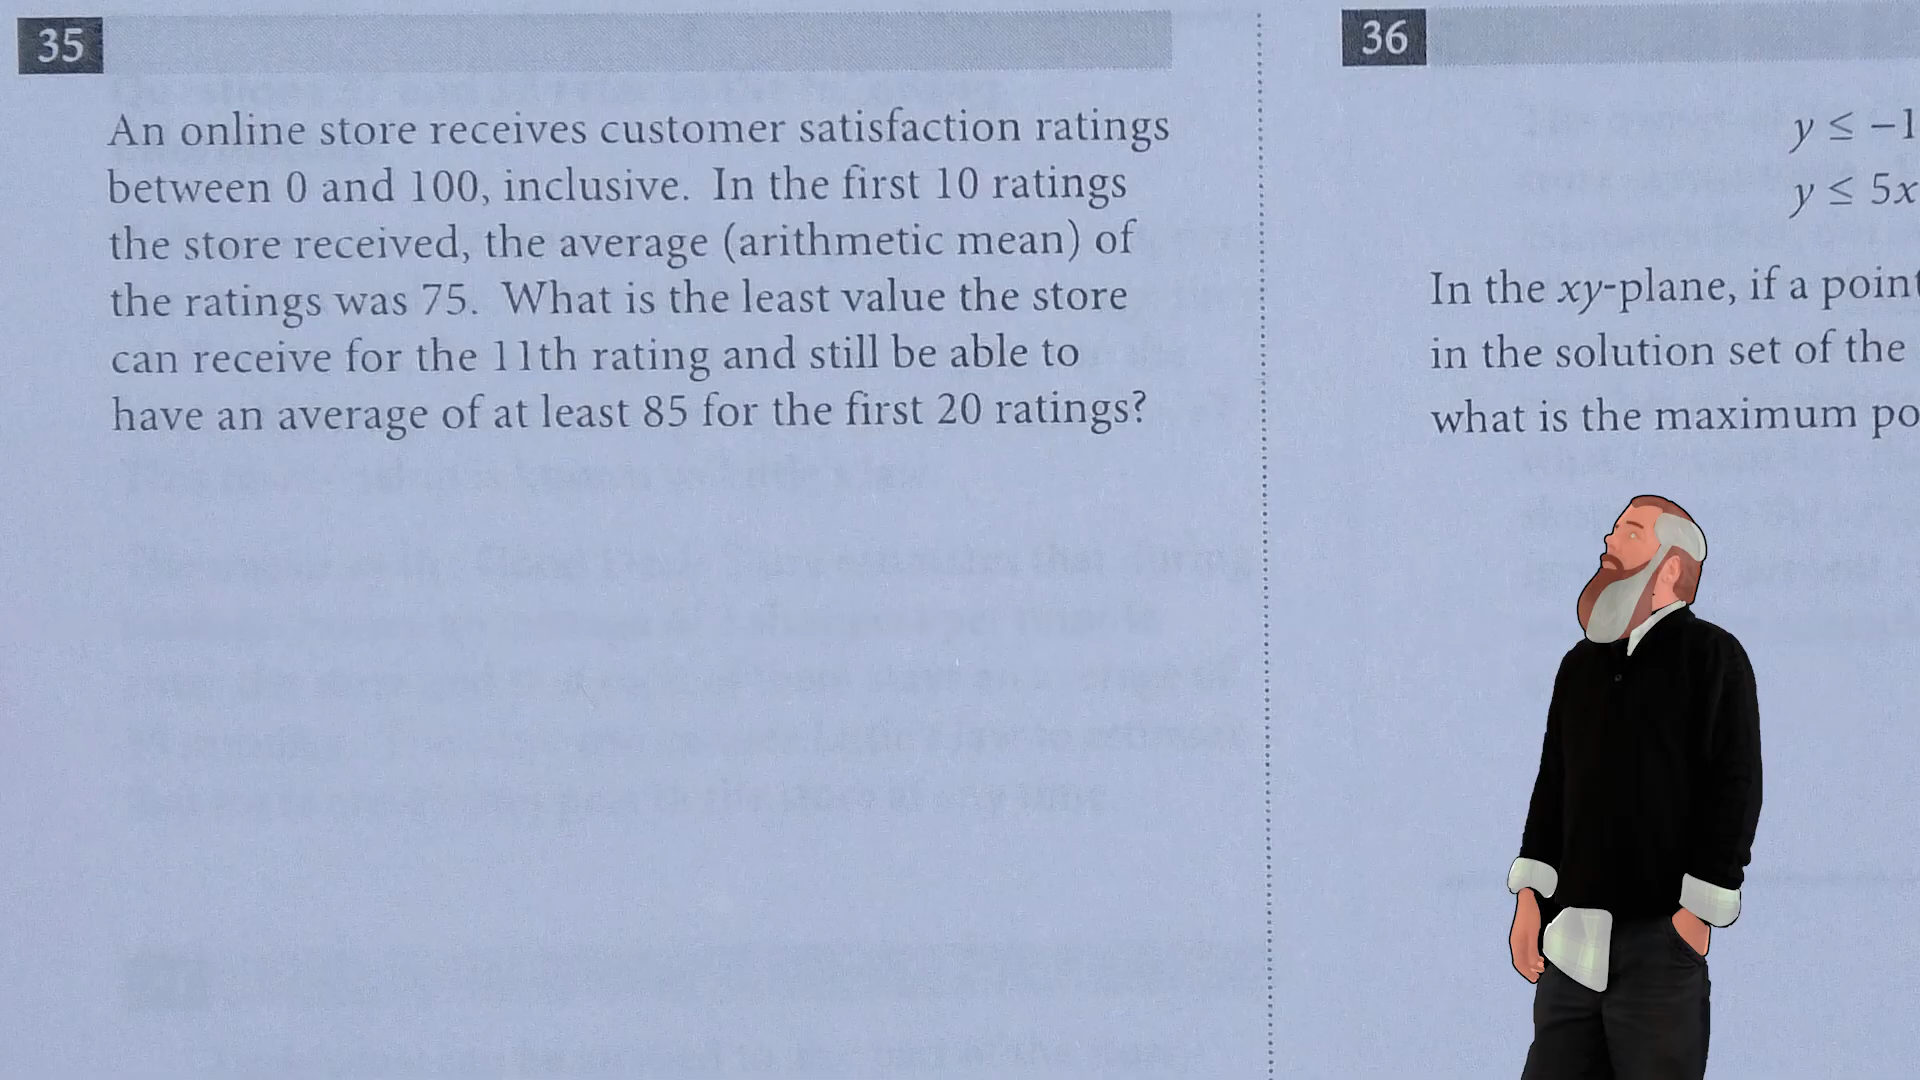 35
An online store receives customer satisfaction ratings
between 0 and 100, inclusive. In the first 10 ratings
the store received, the average (arithmetic mean) of
the ratings was 75. What is the least value the store
can receive for the 11th rating and still be able to
have an average of at least 85 for the first 20 ratings?
36
y ≤ −1
y ≤ 5x
In the xy-plane, if a point
in the solution set of the
what is the maximum po